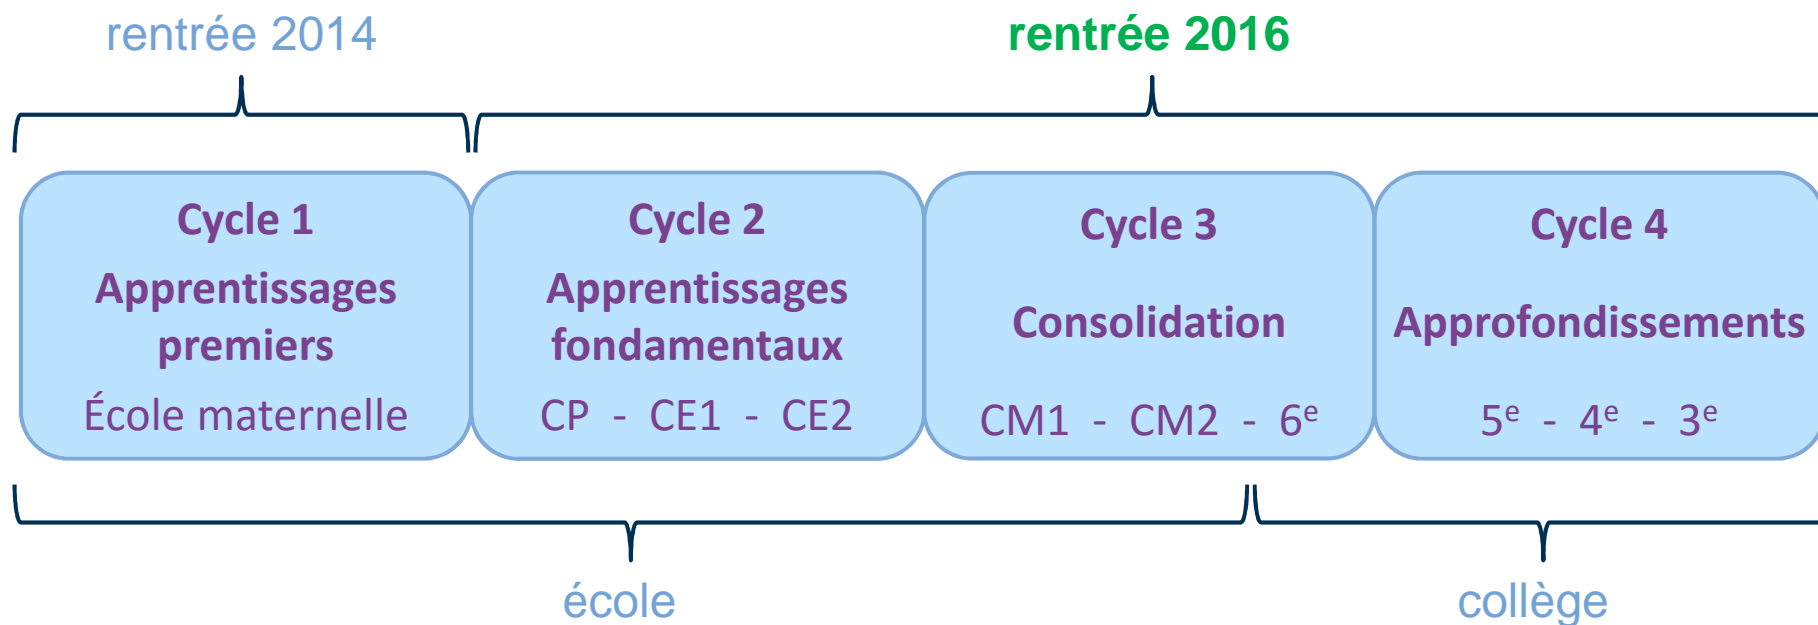 rentrée 2014
rentrée 2016
Cycle 1
Apprentissages
premiers
École maternelle
Cycle 2
Apprentissages
fondamentaux
CP - CE1 - CE2
Cycle 3
Consolidation
CM1 - CM2 - 6ᵉ
Cycle 4
Approfondissements
5ᵉ - 4ᵉ - 3ᵉ
école
collège